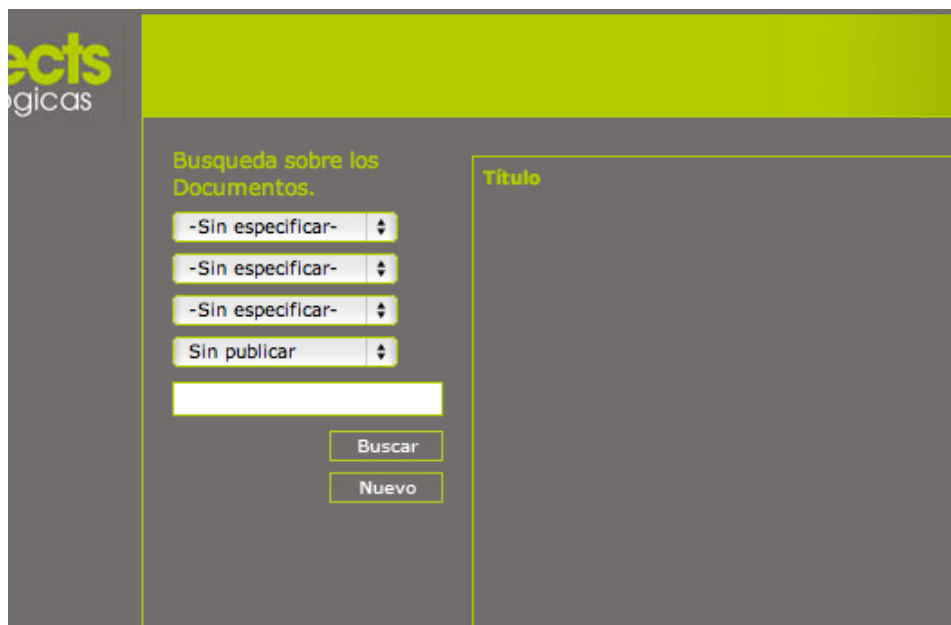 ects
ógicas
Busqueda sobre los
Documentos.
-Sin especificar-
-Sin especificar-
-Sin especificar-
Sin publicar
Buscar
Nuevo
Título